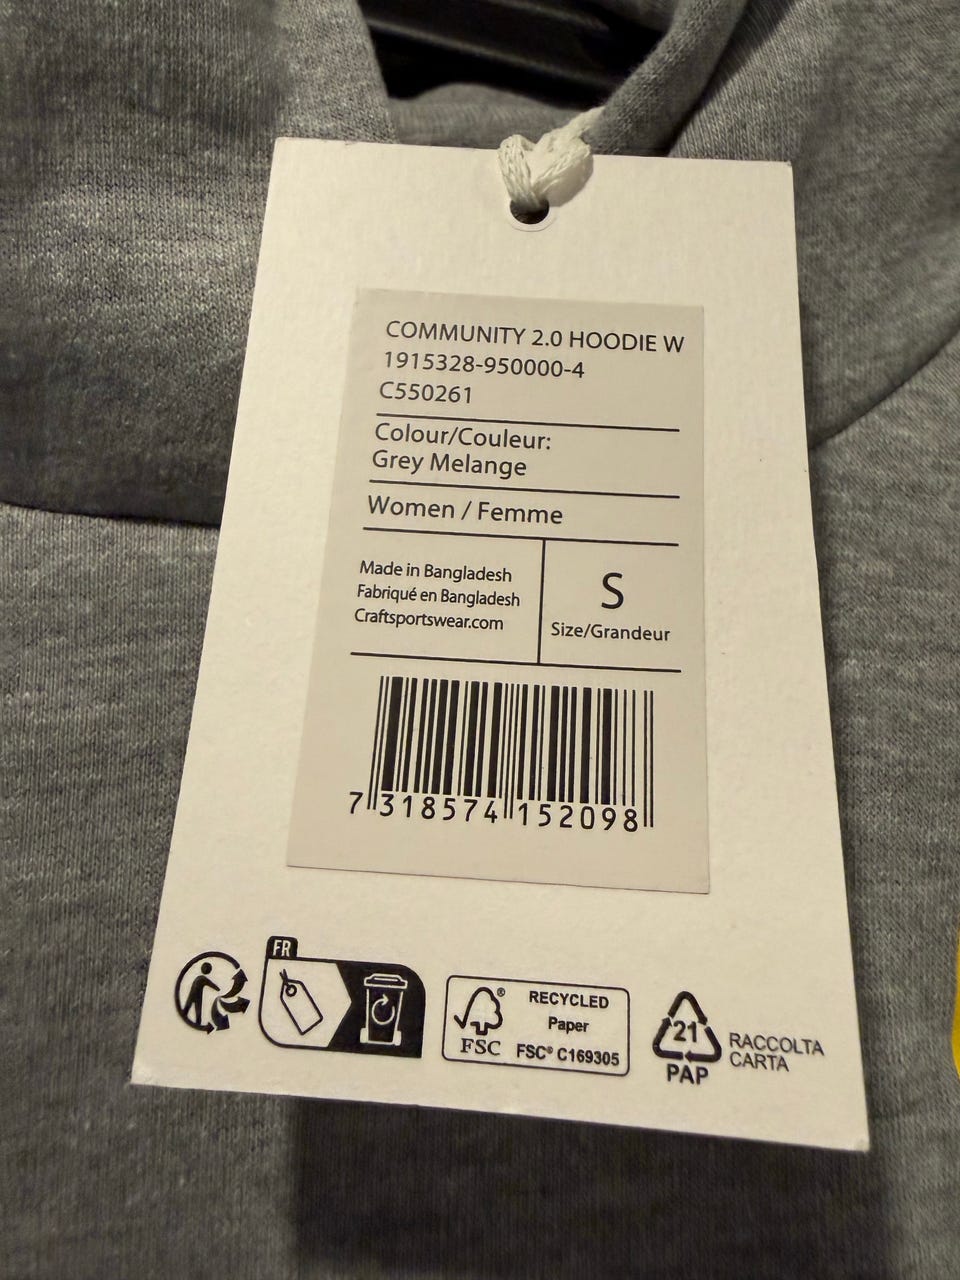 COMMUNITY 2.0 HOODIE W
1915328-950000-4
C550261
Colour/Couleur:
Grey Melange
Women / Femme
Made in Bangladesh
Fabriqué en Bangladesh
Craftsportswear.com
S
Size/Grandeur
7 318574 152098
FR
FSC
®
RECYCLED
Paper
FSC® C169305
21
PAP
RACCOLTA
CARTA